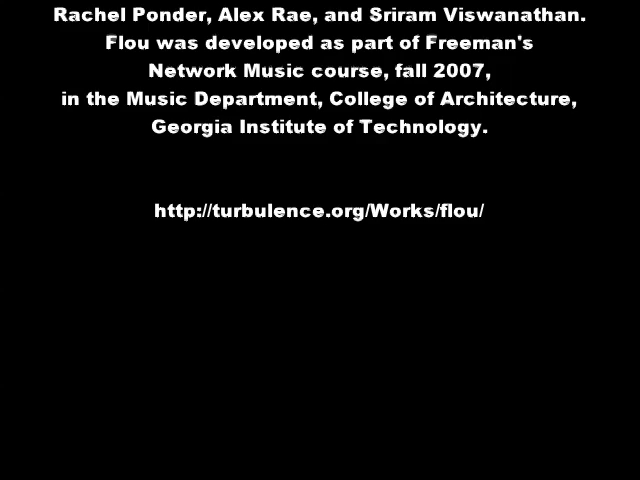 Rachel Ponder, Alex Rae, and Sriram Viswanathan.
Flou was developed as part of Freeman's
Network Music course, fall 2007,
in the Music Department, College of Architecture,
Georgia Institute of Technology.
http://turbulence.org/Works/flou/